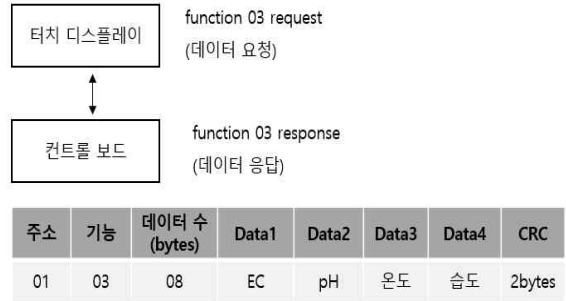 터치 디스플레이
function 03 request
(데이터 요청)
컨트롤 보드
function 03 response
(데이터 응답)
주소 기능 데이터 수 (bytes) Data1 Data2 Data3 Data4 CRC
01 03 08 EC pH 온도 습도 2bytes